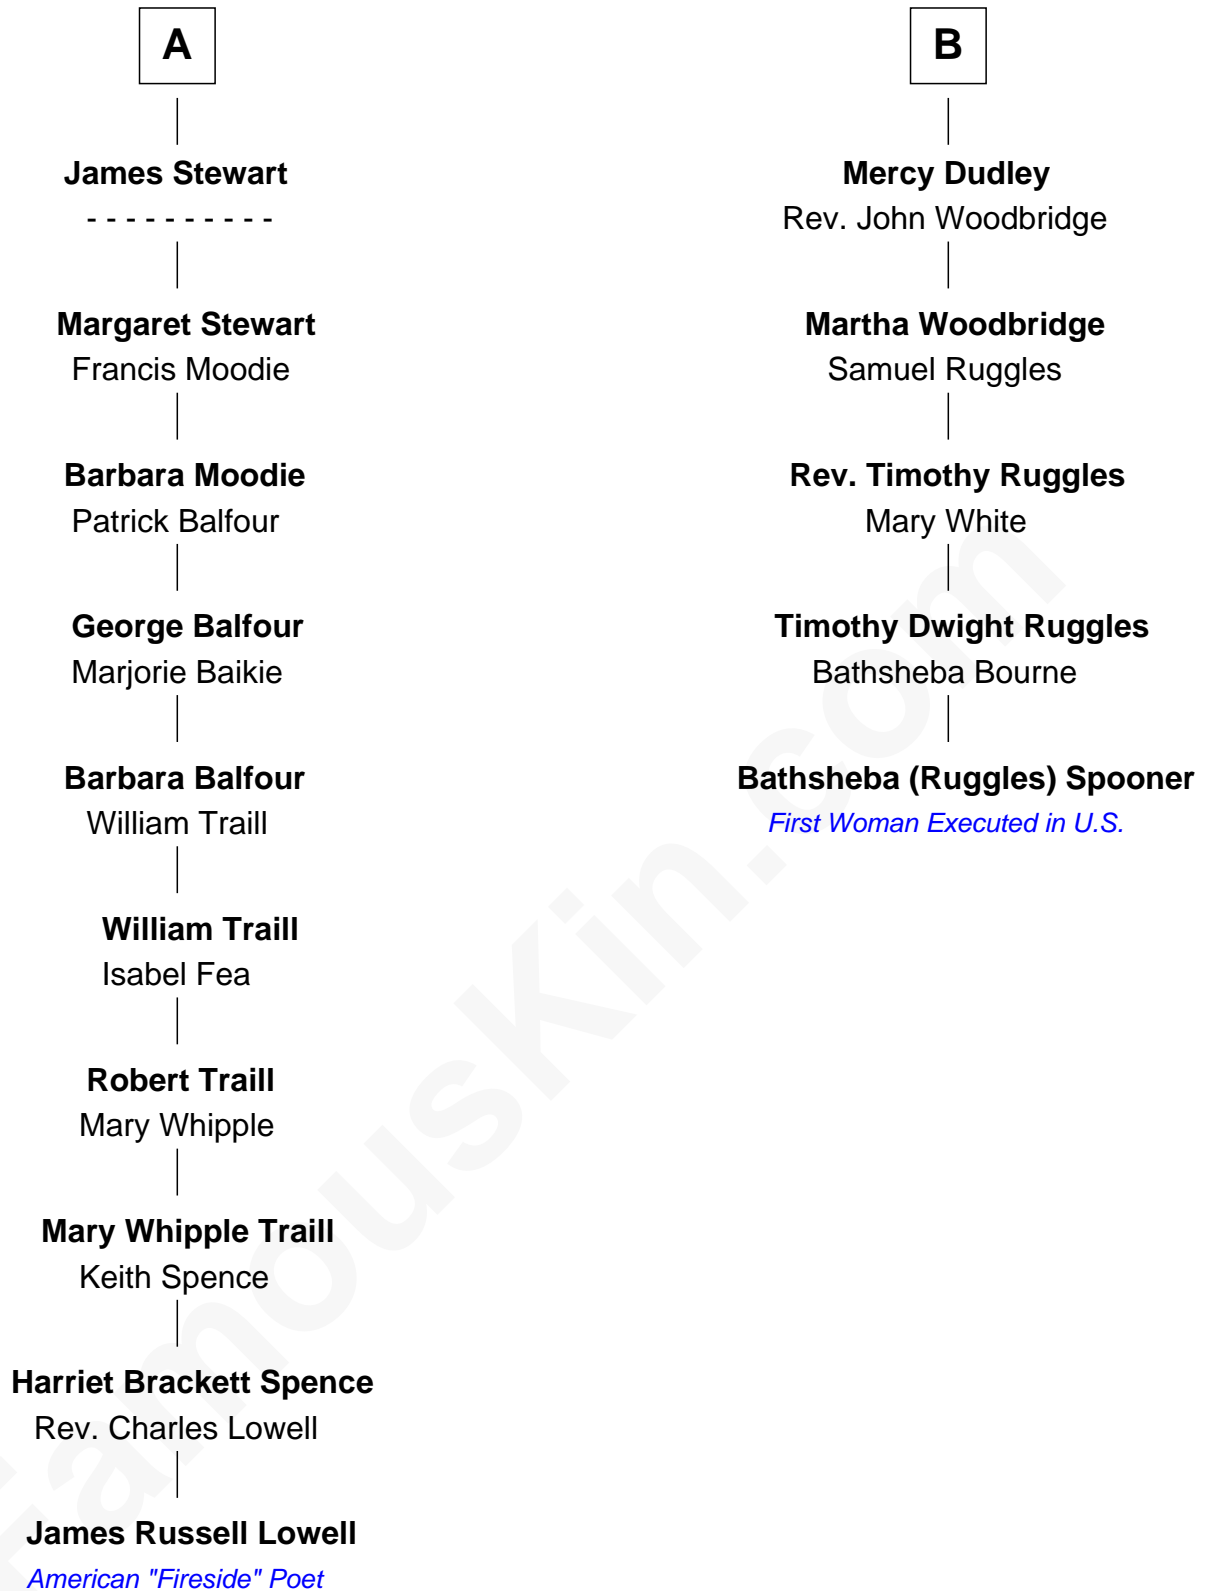 A
James Stewart
- - - - - - - - - -
Margaret Stewart
Francis Moodie
Barbara Moodie
Patrick Balfour
George Balfour
Marjorie Baikie
Barbara Balfour
William Traill
William Traill
Isabel Fea
Robert Traill
Mary Whipple
Mary Whipple Traill
Keith Spence
Harriet Brackett Spence
Rev. Charles Lowell
James Russell Lowell
American "Fireside" Poet
B
Mercy Dudley
Rev. John Woodbridge
Martha Woodbridge
Samuel Ruggles
Rev. Timothy Ruggles
Mary White
Timothy Dwight Ruggles
Bathsheba Bourne
Bathsheba (Ruggles) Spooner
First Woman Executed in U.S.
FamousKin.com